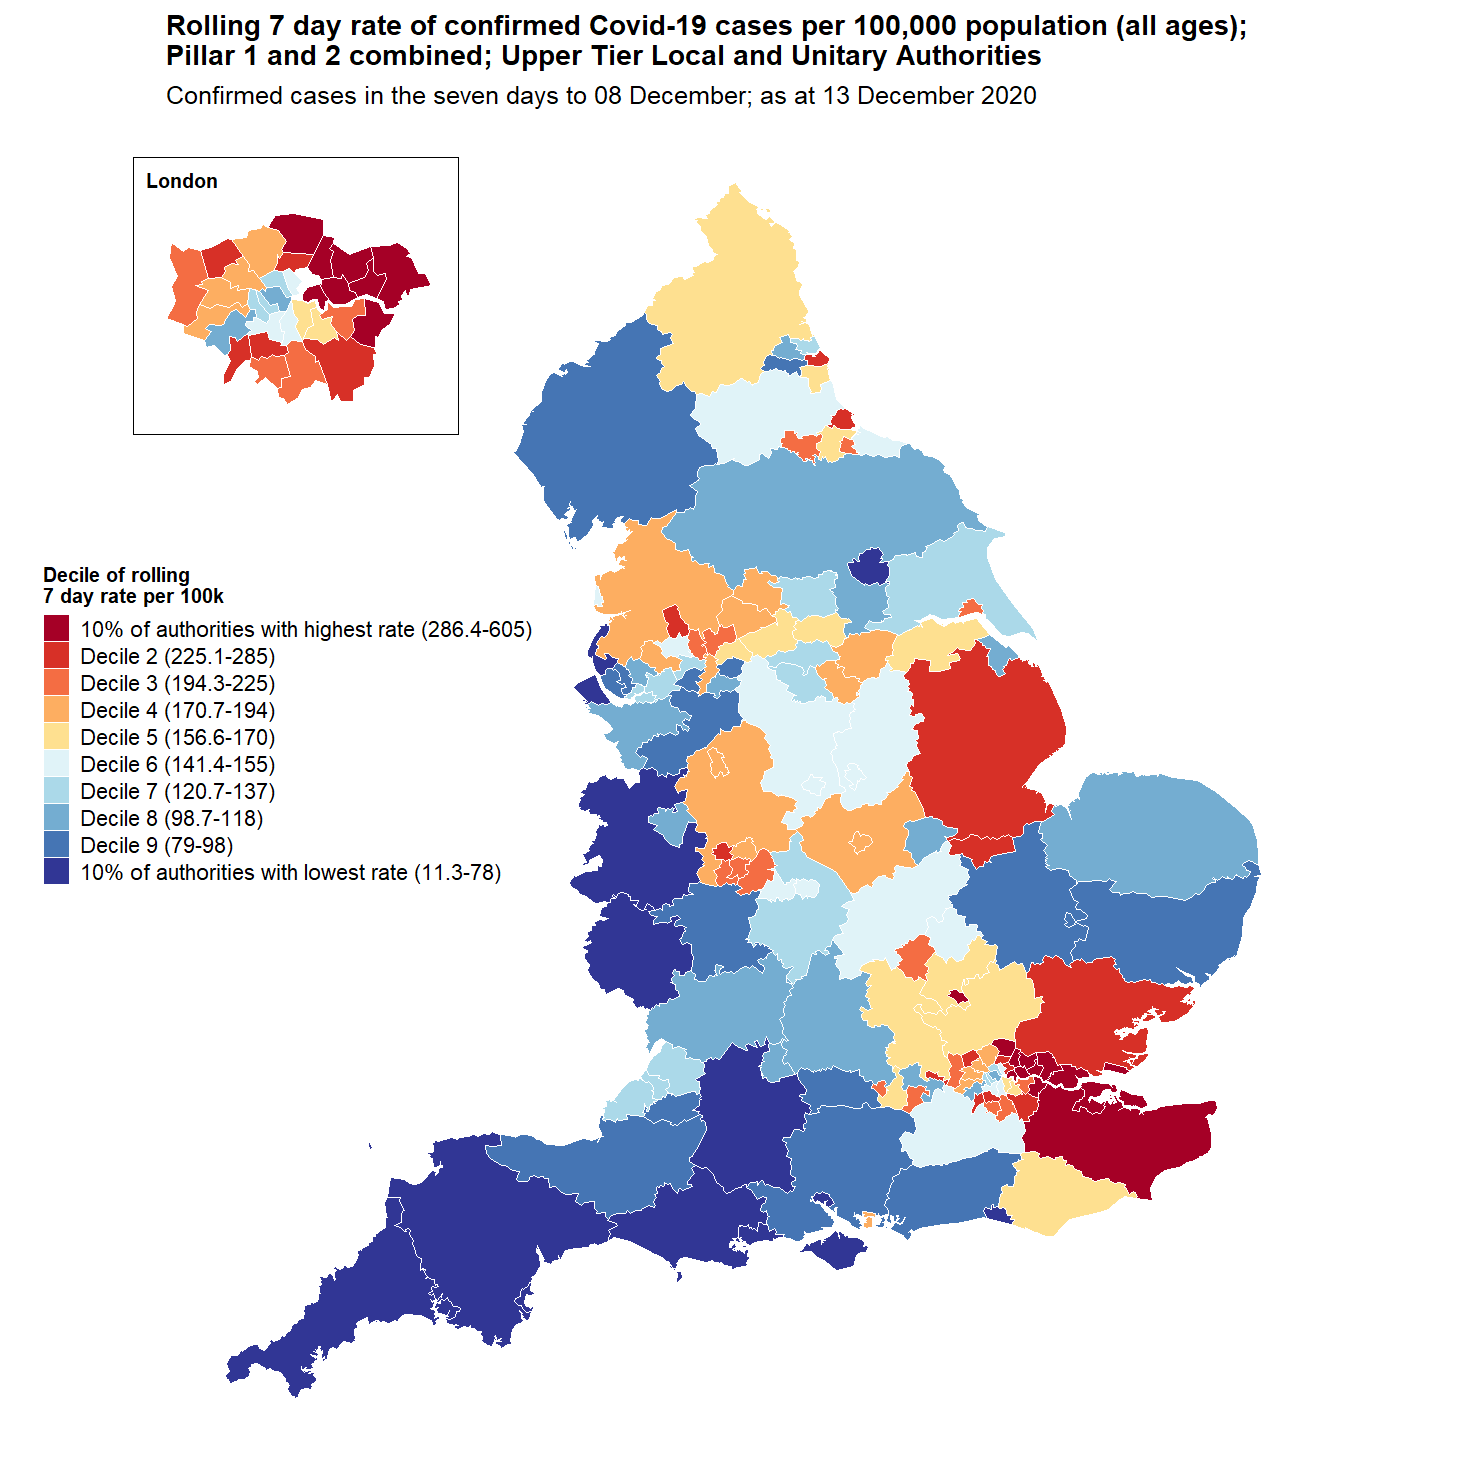 Rolling 7 day rate of confirmed Covid-19 cases per 100,000 population (all ages);
Pillar 1 and 2 combined; Upper Tier Local and Unitary Authorities
Confirmed cases in the seven days to 08 December; as at 13 December 2020
London
Decile of rolling
7 day rate per 100k
10% of authorities with highest rate (286.4-605)
Decile 2 (225.1-285)
Decile 3 (194.3-225)
Decile 4 (170.7-194)
Decile 5 (156.6-170)
Decile 6 (141.4-155)
Decile 7 (120.7-137)
Decile 8 (98.7-118)
Decile 9 (79-98)
10% of authorities with lowest rate (11.3-78)